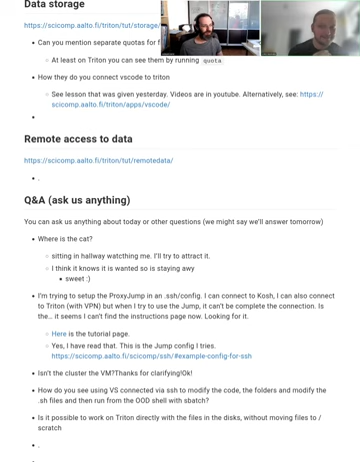 Data storage
https://scicomp.aalto.fi/triton/tut/storage/
• Can you mention separate quotas for f
○ At least on Triton you can see them by running quota
• How they do you connect vscode to triton
○ See lesson that was given yesterday. Videos are in youtube. Alternatively, see: https://
scicomp.aalto.fi/triton/apps/vscode/
•
Remote access to data
https://scicomp.aalto.fi/triton/tut/remotedata/
• .
Q&A (ask us anything)
You can ask us anything about today or other questions (we might say we'll answer tomorrow)
• Where is the cat?
○ sitting in hallway watcthing me. I'll try to attract it.
○ I think it knows it is wanted so is staying awy
▪ sweet :)
• I'm trying to setup the ProxyJump in an .ssh/config. I can connect to Kosh, I can also connect
to Triton (with VPN) but when I try to use the Jump, it can't be complete the connection. Is
the... it seems I can't find the instructions page now. Looking for it.
○ Here is the tutorial page.
○ Yes, I have read that. This is the Jump config I tries.
https://scicomp.aalto.fi/scicomp/ssh/#example-config-for-ssh
• Isn't the cluster the VM?Thanks for clarifying!Ok!
• How do you see using VS connected via ssh to modify the code, the folders and modify the
.sh files and then run from the OOD shell with sbatch?
• Is it possible to work on Triton directly with the files in the disks, without moving files to /
scratch
• .